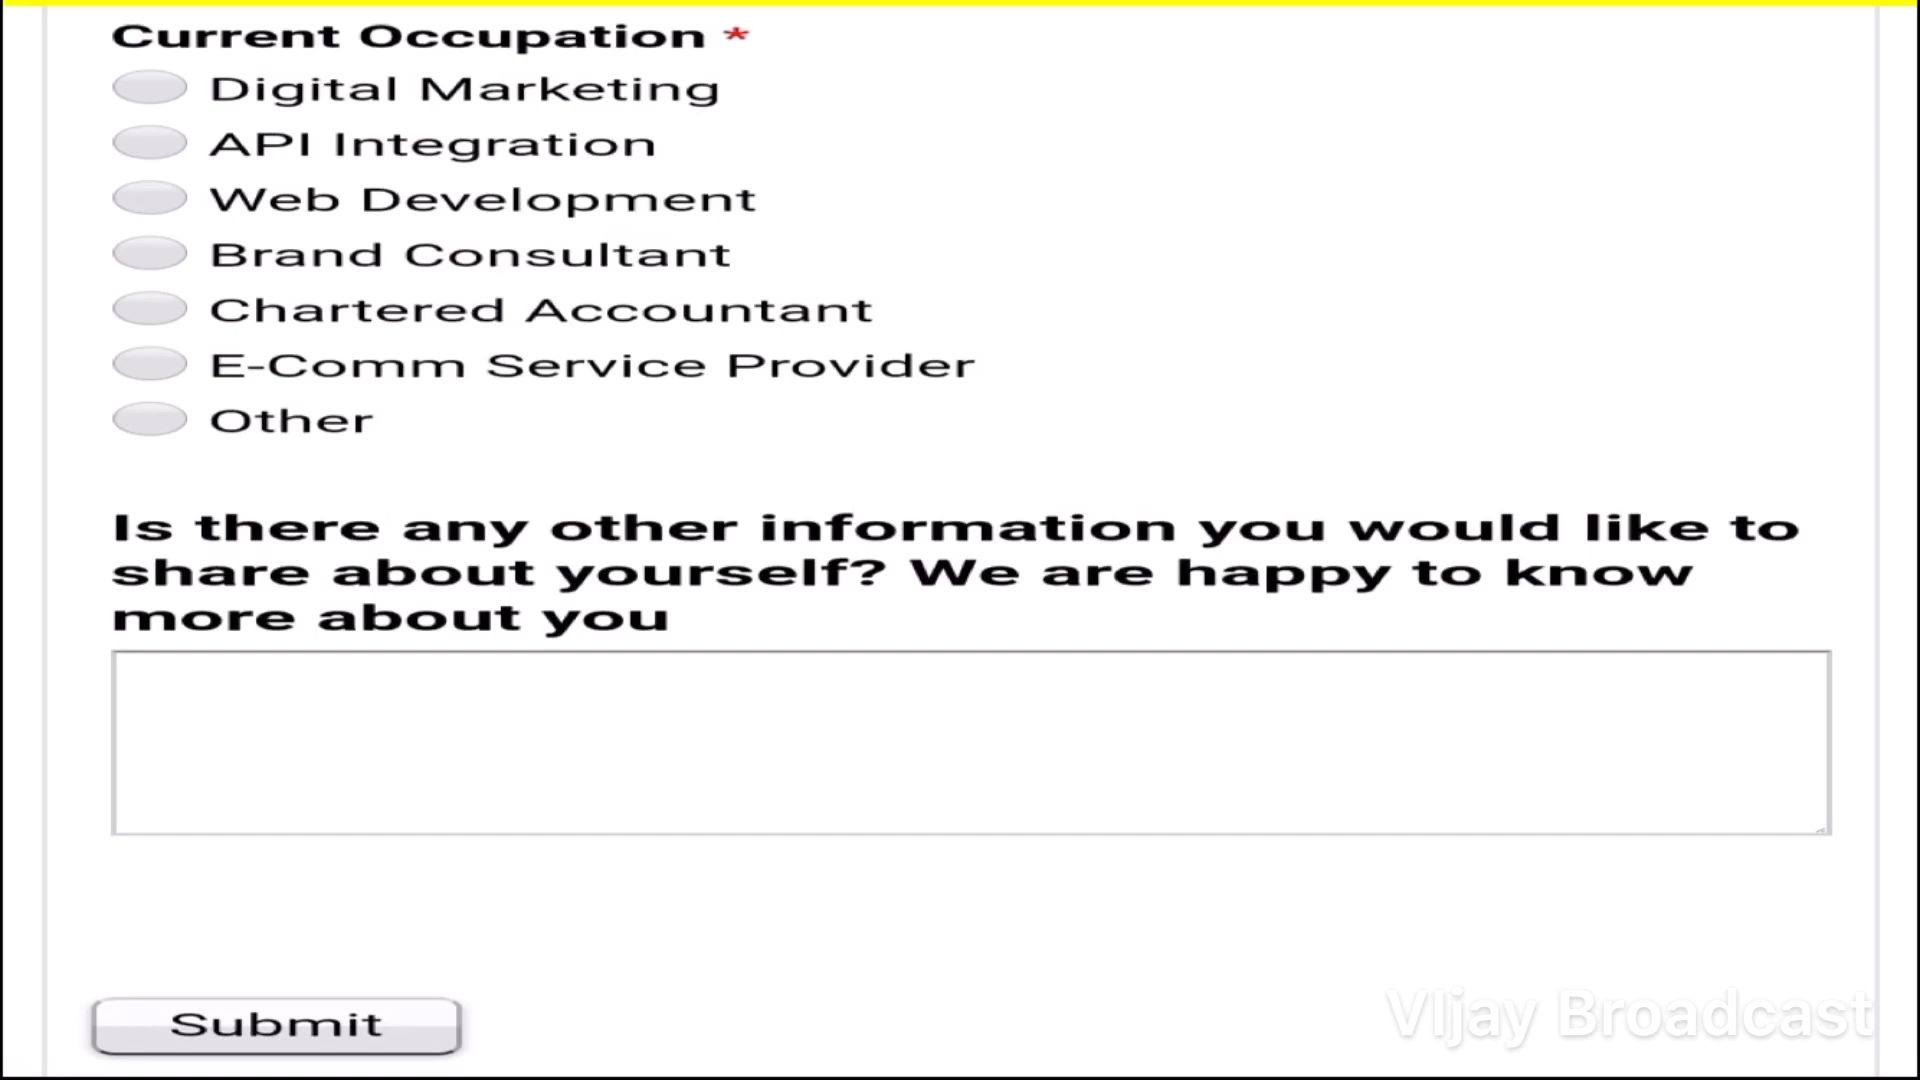 Current Occupation *
Digital Marketing
API Integration
Web Development
Brand Consultant
Chartered Accountant
E-Comm Service Provider
Other
Is there any other information you would like to
share about yourself? We are happy to know
more about you
Submit
VIjay Broadcast